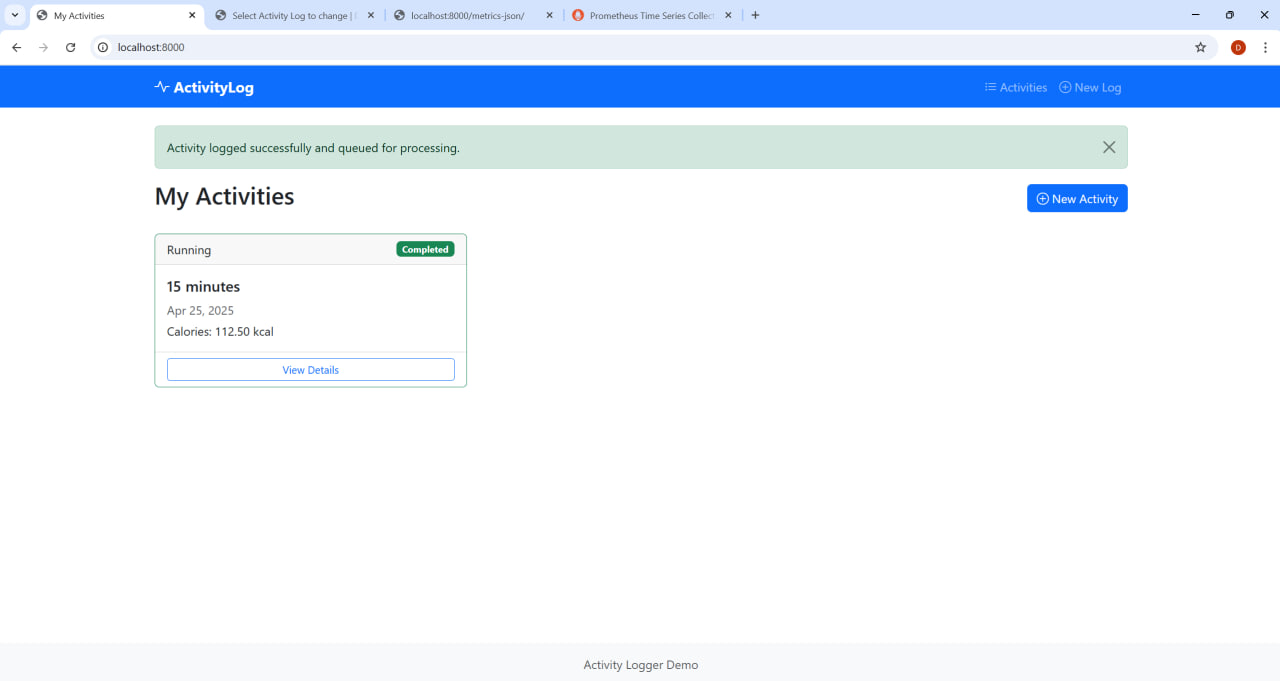 My Activities
Select Activity Log to change |
localhost:8000/metrics-json/
Prometheus Time Series Collect
localhost:8000
D
ActivityLog
Activities
New Log
Activity logged successfully and queued for processing.
My Activities
New Activity
Running
Completed
15 minutes
Apr 25, 2025
Calories: 112.50 kcal
View Details
Activity Logger Demo